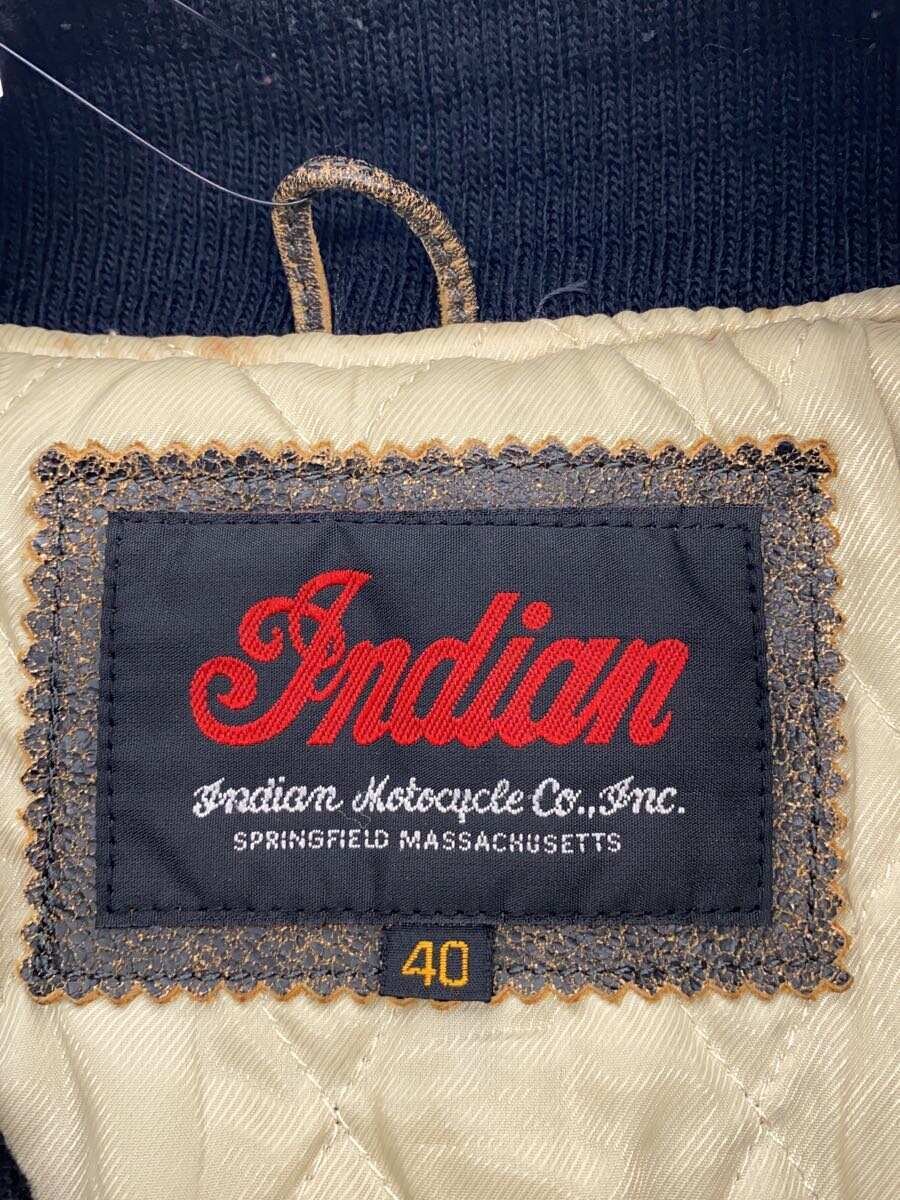 Indian
Indian Motocycle Co., Inc.
SPRINGFIELD MASSACHUSETTS
40